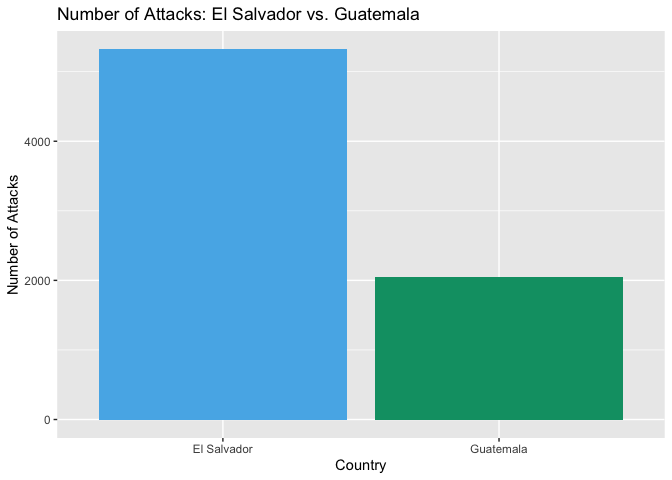 Number of Attacks: El Salvador vs. Guatemala
Number of Attacks
4000
2000
0
El Salvador
Guatemala
Country